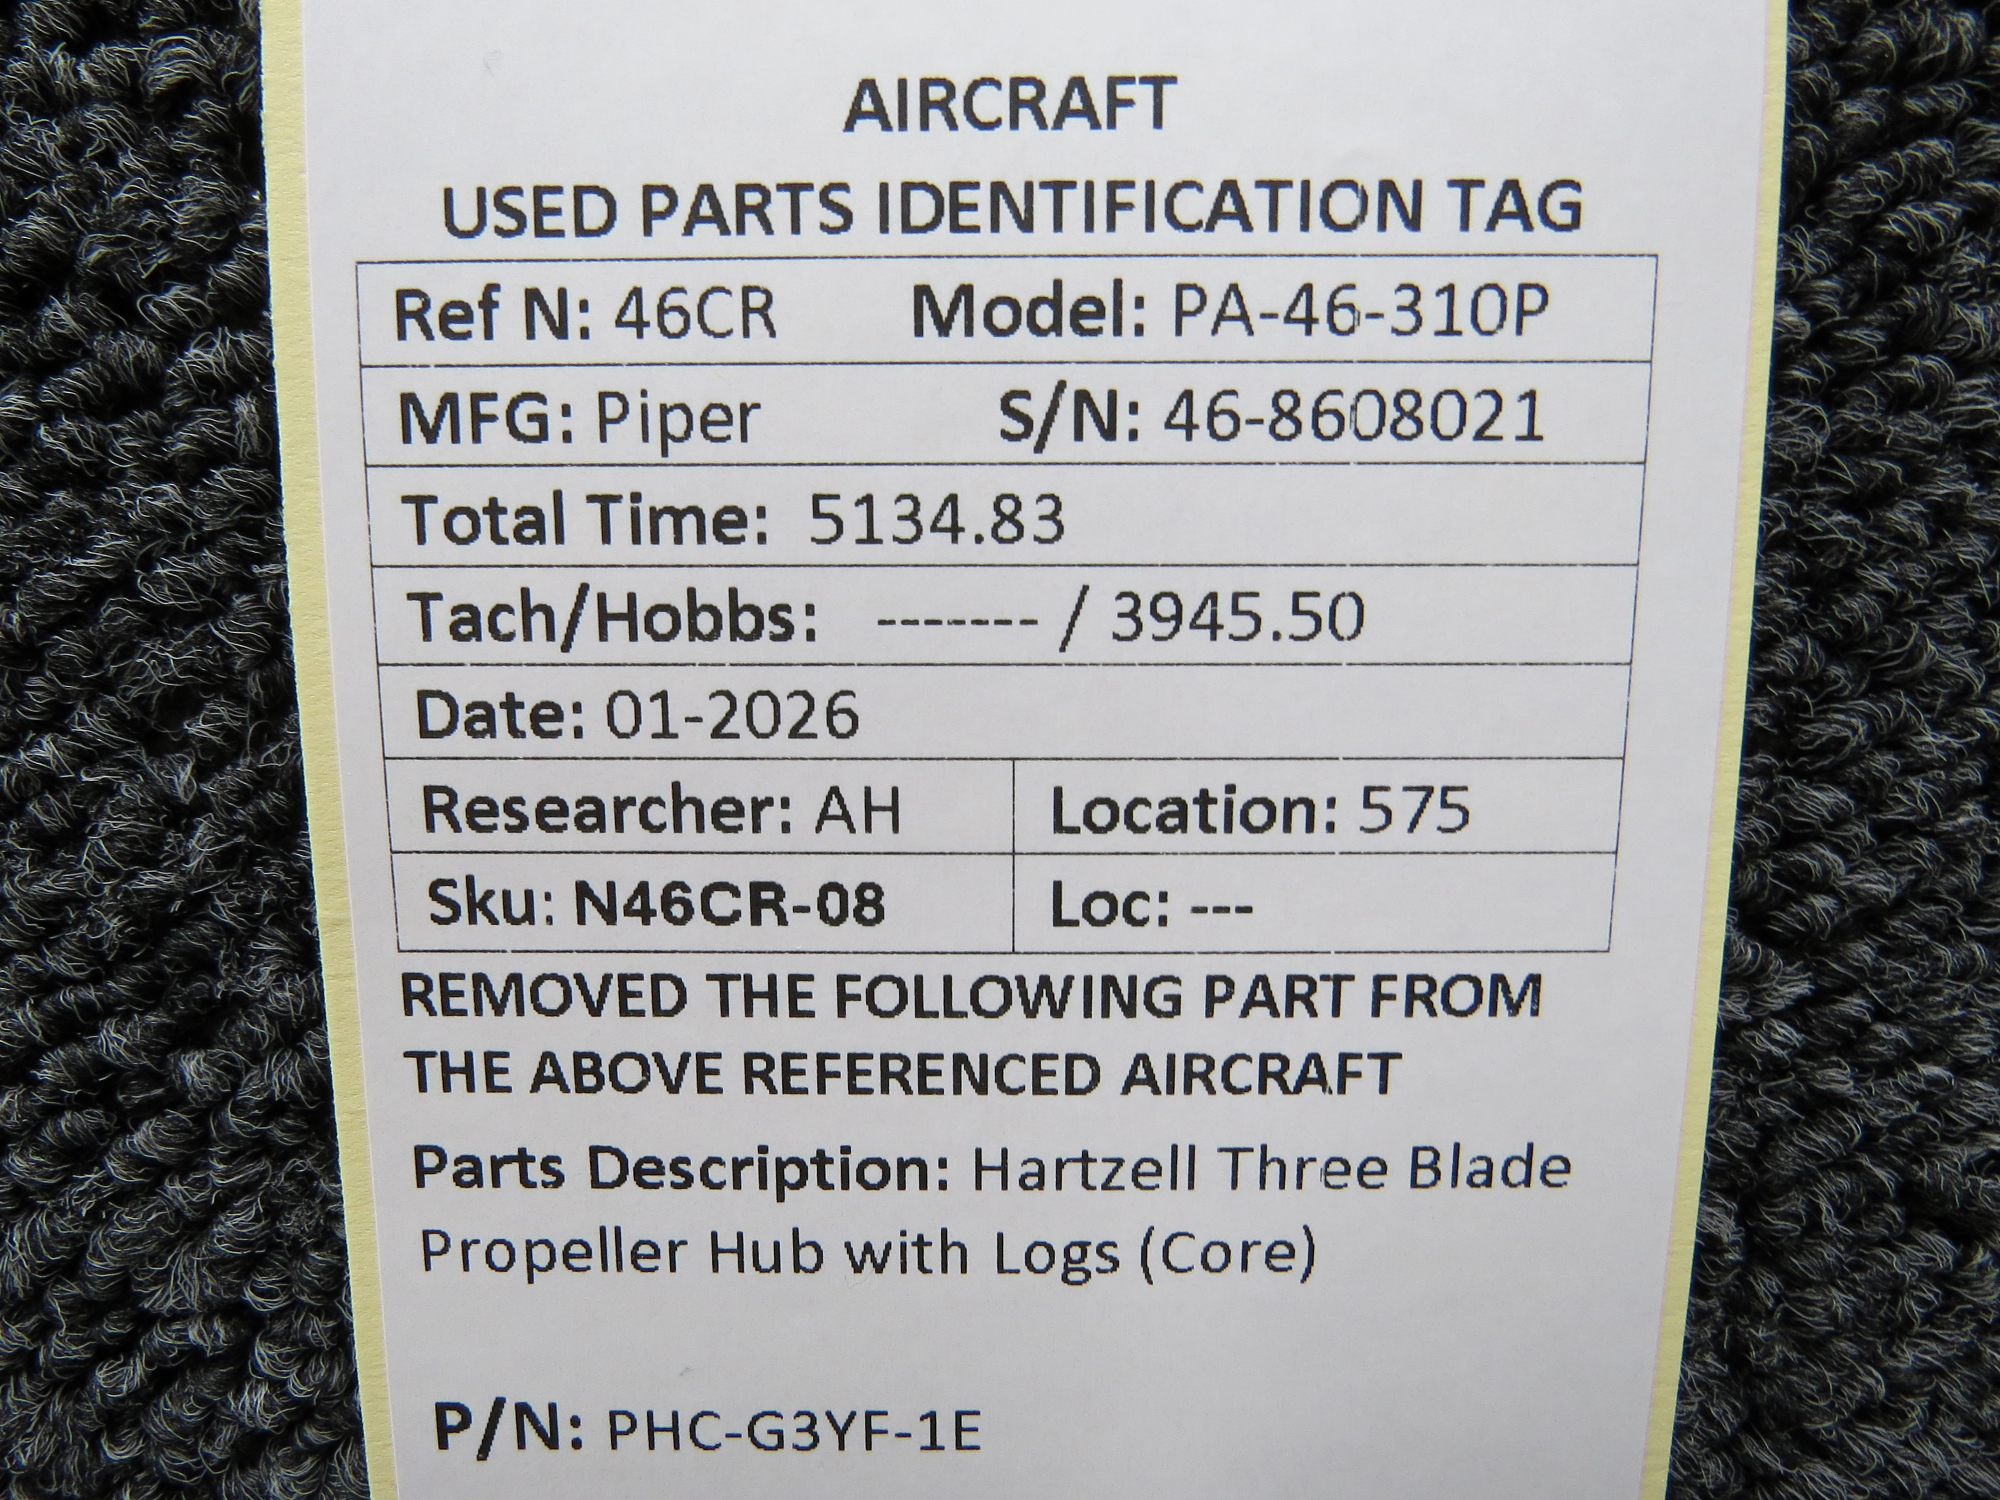 AIRCRAFT
USED PARTS IDENTIFICATION TAG
Ref N: 46CR Model: PA-46-310P
MFG: Piper S/N: 46-8608021
Total Time: 5134.83
Tach/Hobbs: ------- / 3945.50
Date: 01-2026
Researcher: AH Location: 575
Sku: N46CR-08 Loc: ---
REMOVED THE FOLLOWING PART FROM
THE ABOVE REFERENCED AIRCRAFT
Parts Description: Hartzell Three Blade
Propeller Hub with Logs (Core)
P/N: PHC-G3YF-1E